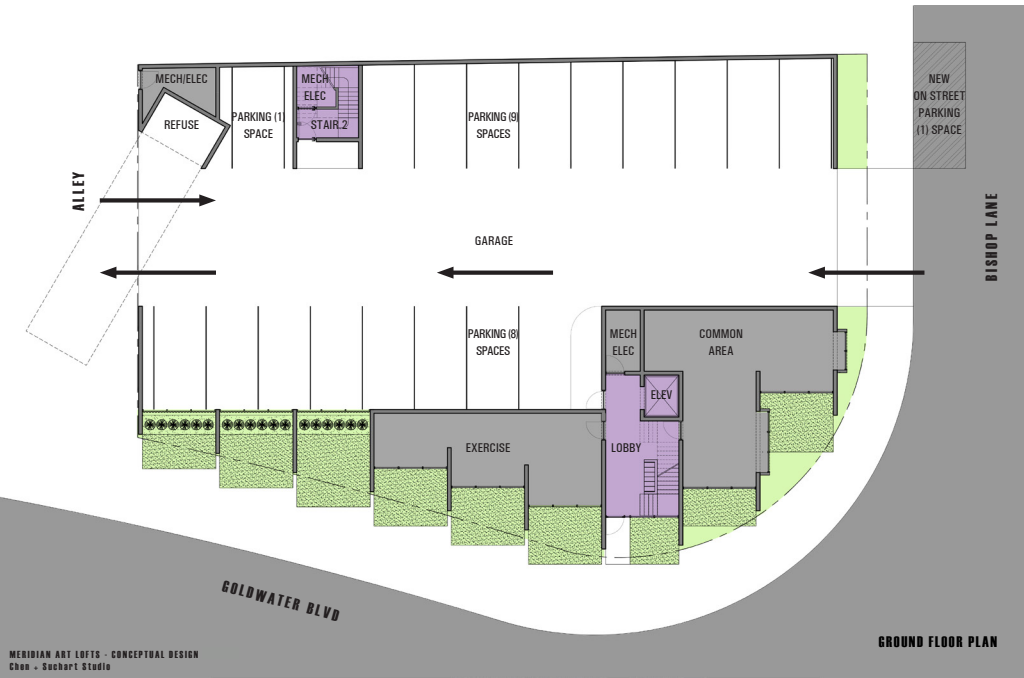 MECH/ELEC
REFUSE
PARKING (1)
SPACE
MECH
ELEC
STAIR 2
PARKING (9)
SPACES
NEW
ON STREET
PARKING
(1) SPACE
ALLEY
GARAGE
BISHOP LANE
PARKING (8)
SPACES
MECH
ELEC
COMMON
AREA
ELEV
EXERCISE
LOBBY
GOLDWATER BLVD
GROUND FLOOR PLAN
MERIDIAN ART LOFTS - CONCEPTUAL DESIGN
Chen + Suchart Studio